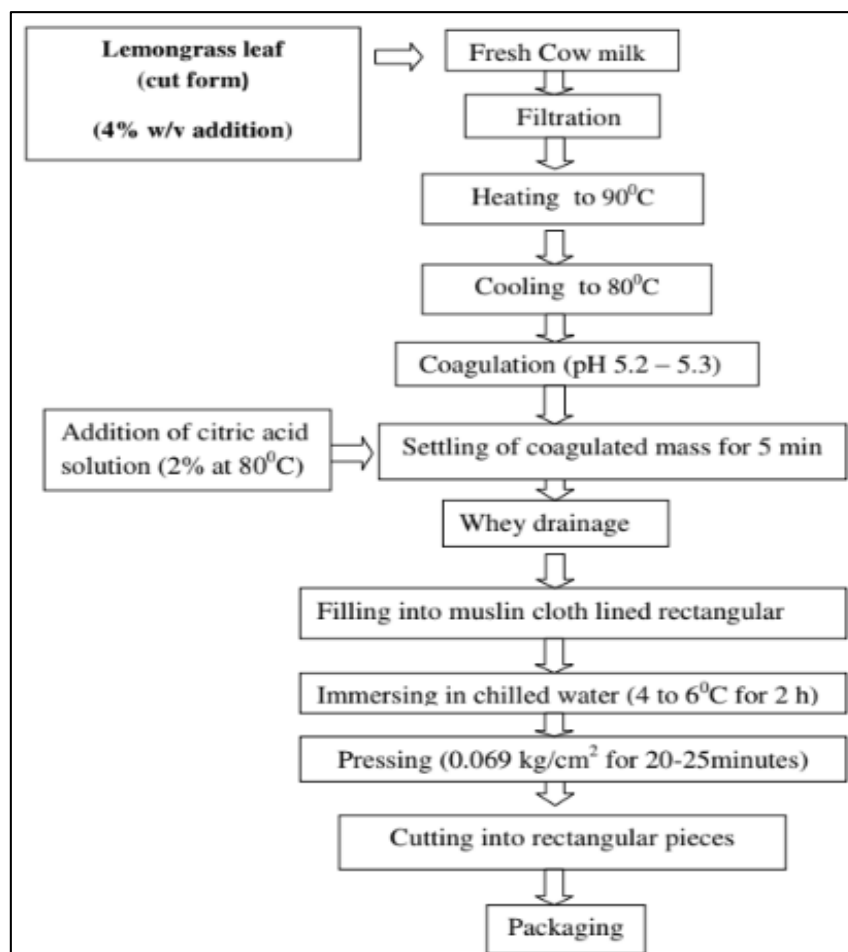 Lemongrass leaf
(cut form)
(4% w/v addition)
Fresh Cow milk
Filtration
Heating to 90⁰C
Cooling to 80⁰C
Coagulation (pH 5.2 – 5.3)
Addition of citric acid
solution (2% at 80⁰C)
Settling of coagulated mass for 5 min
Whey drainage
Filling into muslin cloth lined rectangular
Immersing in chilled water (4 to 6⁰C for 2 h)
Pressing (0.069 kg/cm² for 20-25minutes)
Cutting into rectangular pieces
Packaging